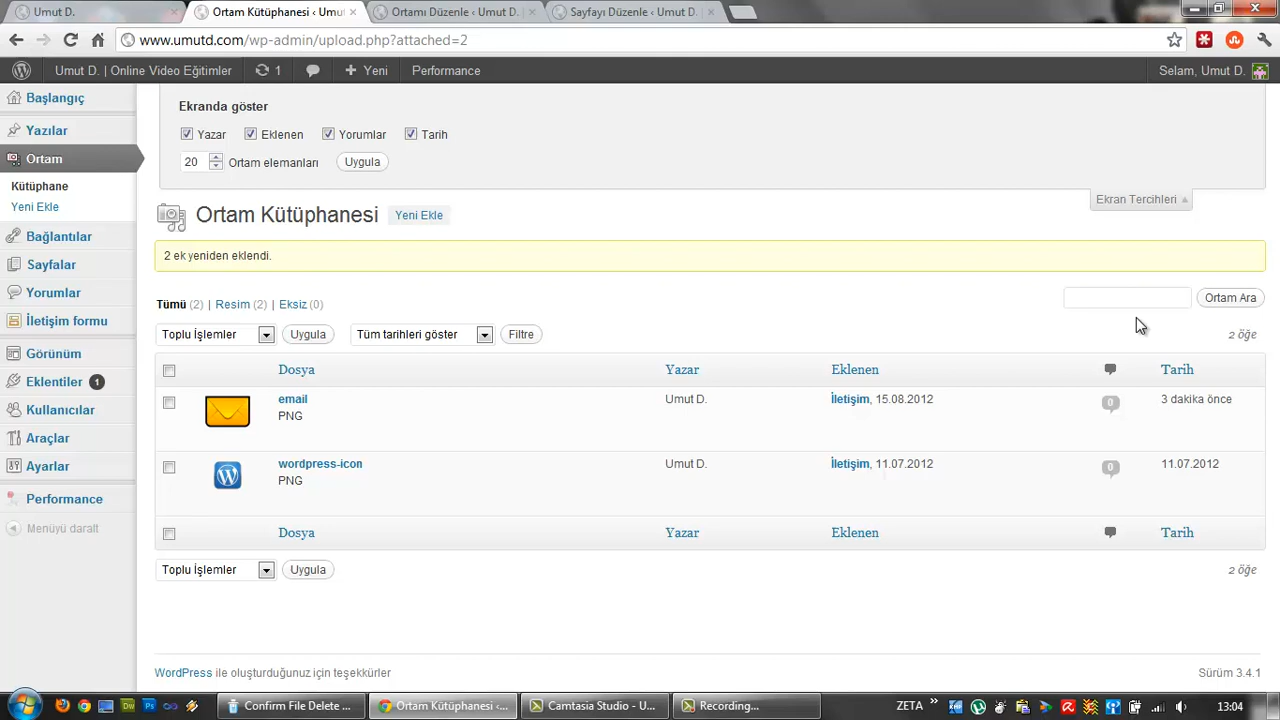 Umut D.
Ortam Kütüphanesi ‹ Umu
Ortamı Düzenle ‹ Umut D.
Sayfayı Düzenle ‹ Umut D.
www.umutd.com/wp-admin/upload.php?attached=2
Umut D. | Online Video Eğitimler
1
Yeni
Performance
Selam, Umut D.
Başlangıç
Yazılar
Ortam
Kütüphane
Yeni Ekle
Bağlantılar
Sayfalar
Yorumlar
İletişim formu
Görünüm
Eklentiler 1
Kullanıcılar
Araçlar
Ayarlar
Performance
Menüyü daralt
Ekranda göster
Yazar Eklenen Yorumlar Tarih
20 Ortam elemanları Uygula
Ekran Tercihleri
Ortam Kütüphanesi Yeni Ekle
2 ek yeniden eklendi.
Tümü (2) | Resim (2) | Eksiz (0)
Ortam Ara
Toplu İşlemler Uygula Tüm tarihleri göster Filtre 2 öğe
Dosya Yazar Eklenen Tarih
email Umut D. İletişim, 15.08.2012 0 3 dakika önce
PNG
wordpress-icon Umut D. İletişim, 11.07.2012 0 11.07.2012
PNG
Dosya Yazar Eklenen Tarih
Toplu İşlemler Uygula 2 öğe
WordPress ile oluşturduğunuz için teşekkürler
Sürüm 3.4.1
Confirm File Delete ...
Ortam Kütüphanesi ‹...
Camtasia Studio - U...
Recording...
ZETA
13:04